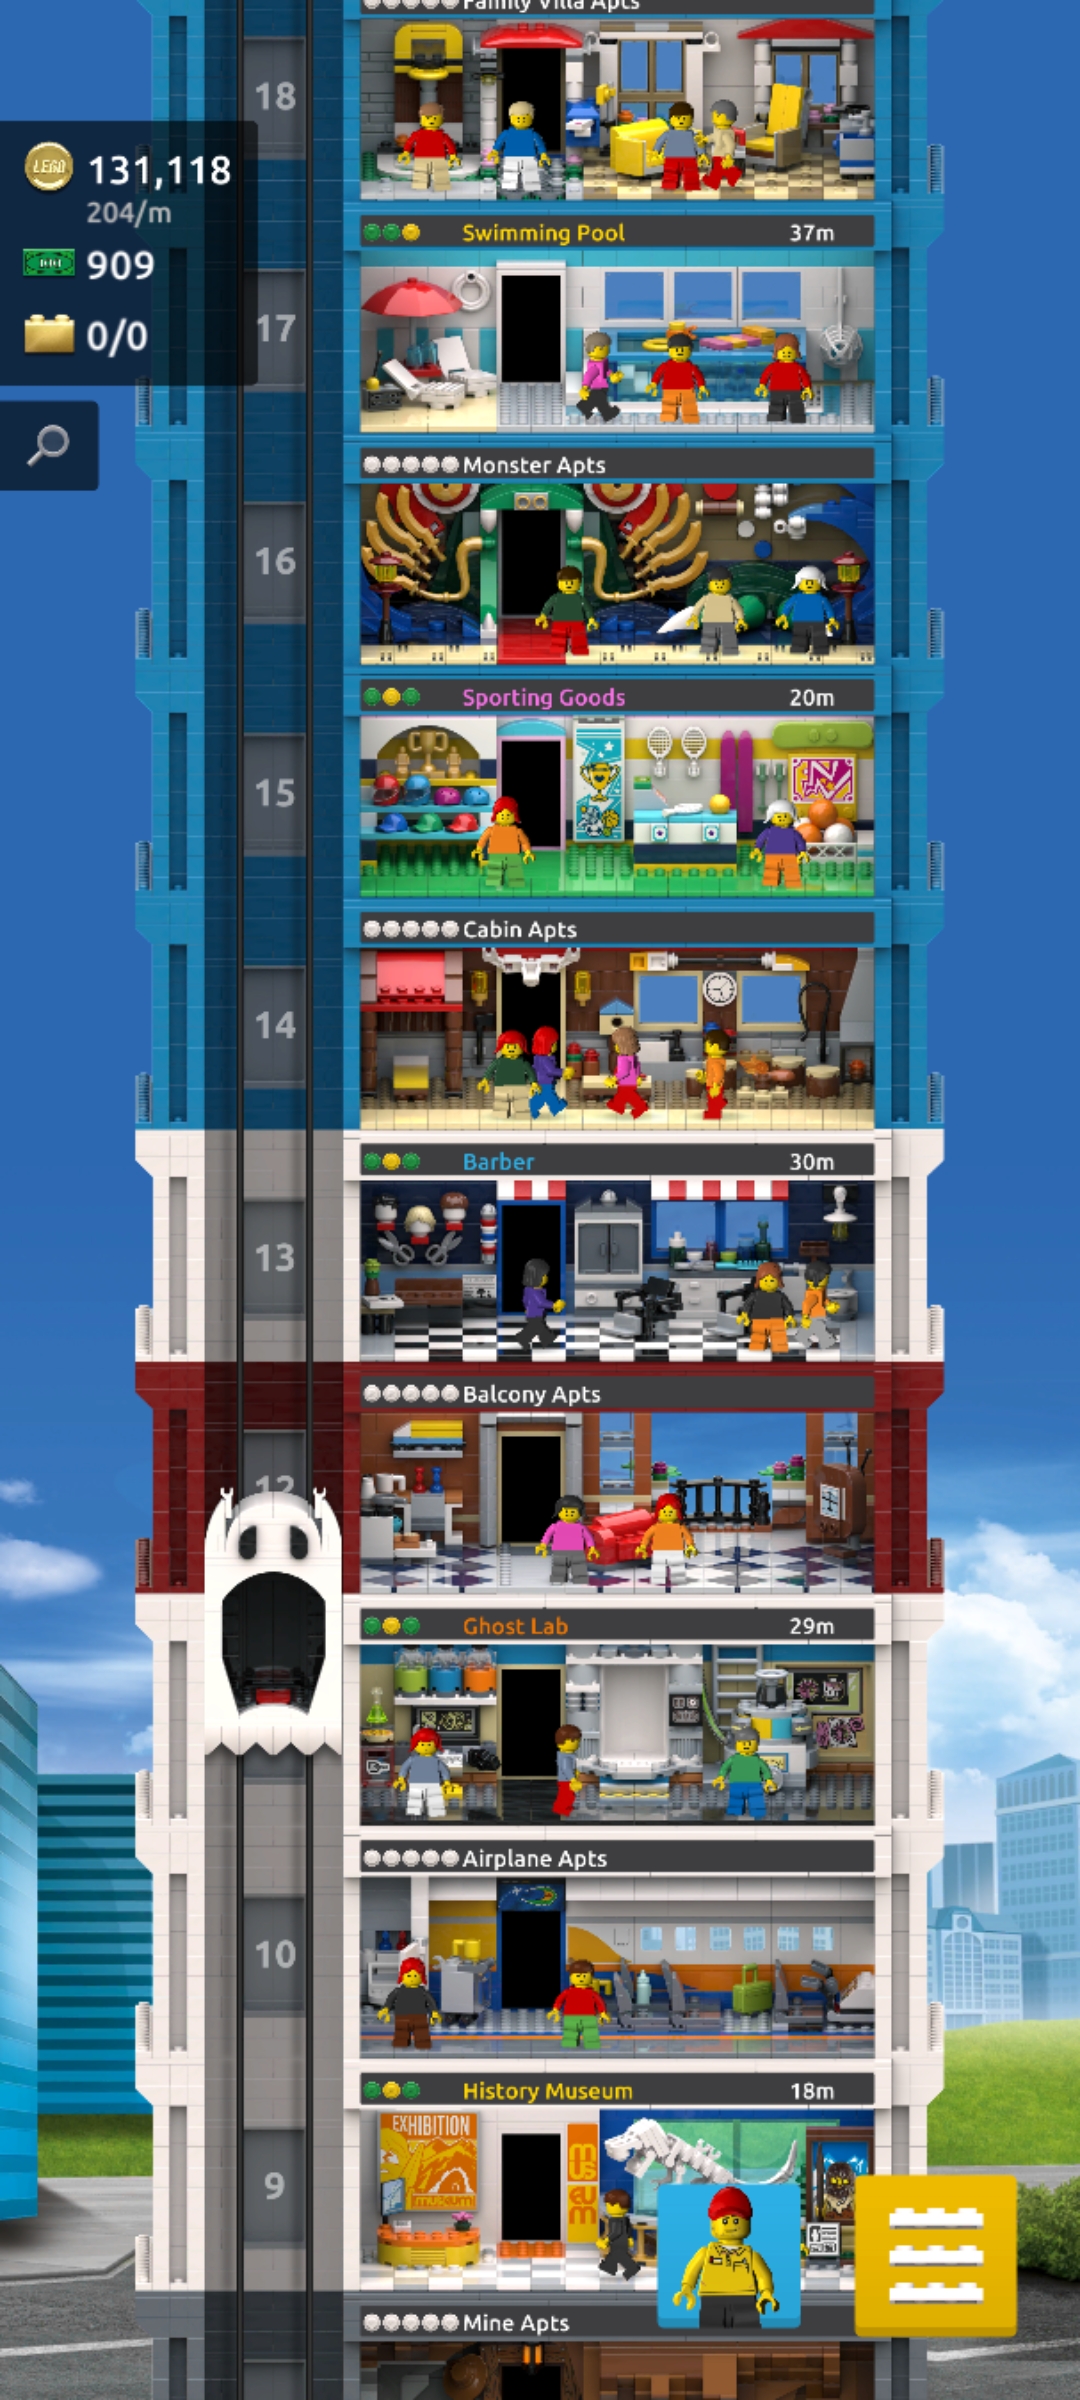 Family Villa Apts
18
LEGO
131,118
204/m
909
0/0
Swimming Pool 37m
17
Monster Apts
16
Sporting Goods 20m
15
N
Cabin Apts
14
Barber 30m
13
Balcony Apts
12
Ghost Lab 29m
Airplane Apts
10
History Museum 18m
EXHIBITION
museum
museum
9
Mine Apts